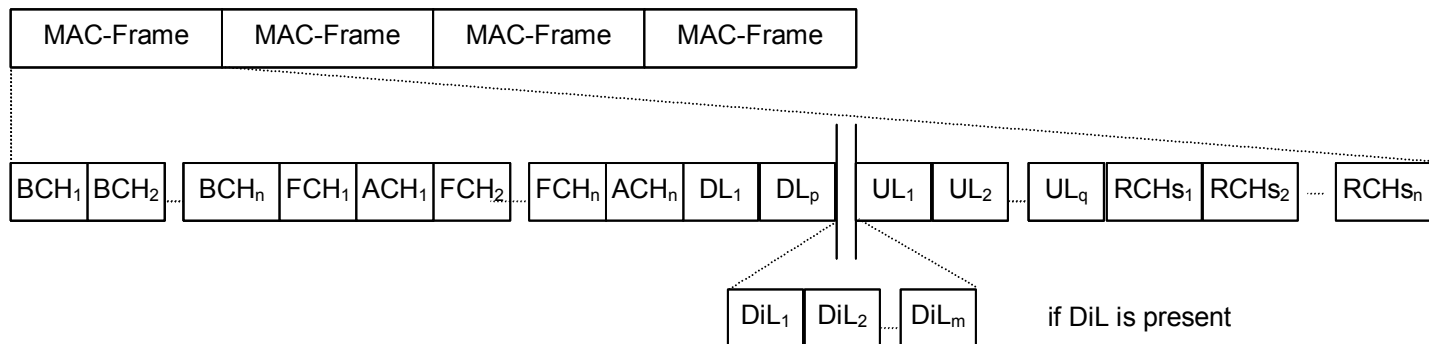 MAC-Frame MAC-Frame MAC-Frame MAC-Frame
BCH₁ BCH₂ ..... BCHₙ FCH₁ ACH₁ FCH₂ ..... FCHₙ ACHₙ DL₁ DLₚ UL₁ UL₂ ..... UL_q RCHs₁ RCHs₂ ..... RCHsₙ
DiL₁ DiL₂ ..... DiLₘ if DiL is present